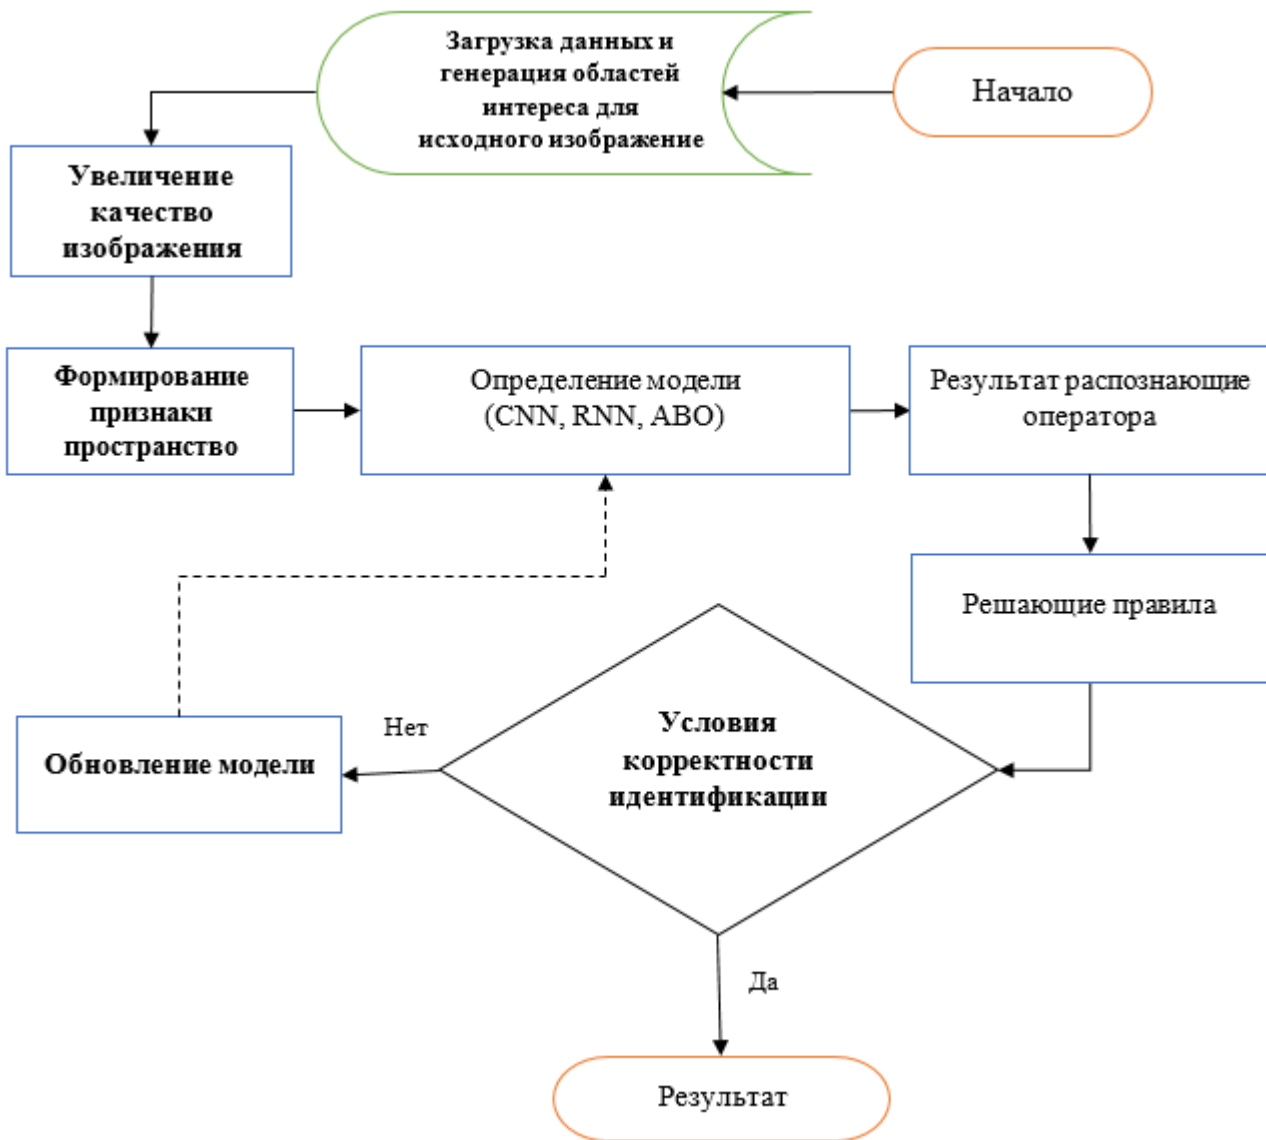 Начало
Загрузка данных и
генерация областей
интереса для
исходного изображение
Увеличение
качество
изображения
Формирование
признаки
пространство
Определение модели
(CNN, RNN, АВО)
Результат распознающие
оператора
Решающие правила
Условия
корректности
идентификации
Нет
Обновление модели
Да
Результат